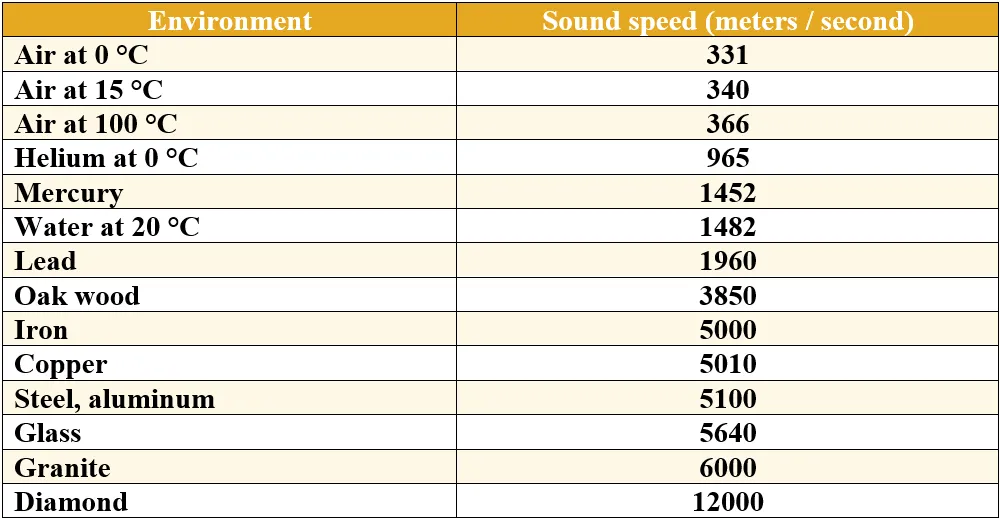 Environment Sound speed (meters / second)
Air at 0 °C 331
Air at 15 °C 340
Air at 100 °C 366
Helium at 0 °C 965
Mercury 1452
Water at 20 °C 1482
Lead 1960
Oak wood 3850
Iron 5000
Copper 5010
Steel, aluminum 5100
Glass 5640
Granite 6000
Diamond 12000